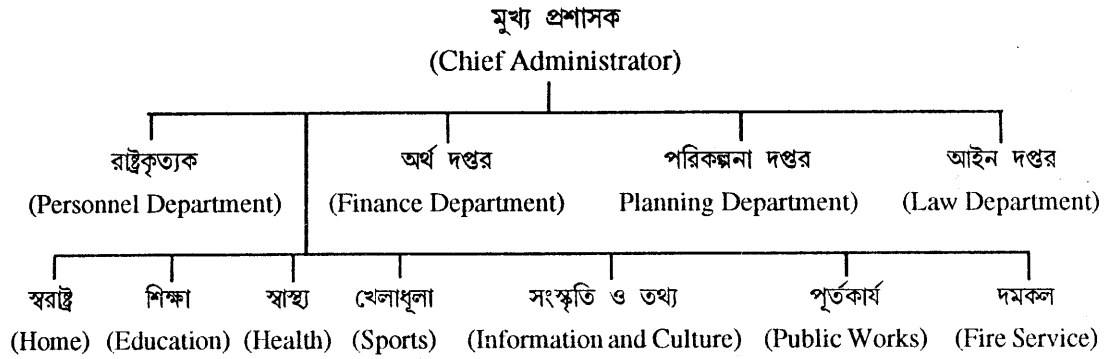 মুখ্য প্রশাসক
(Chief Administrator)
রাষ্ট্রকৃত্যক অর্থ দপ্তর পরিকল্পনা দপ্তর আইন দপ্তর
(Personnel Department) (Finance Department) Planning Department) (Law Department)
স্বরাষ্ট্র শিক্ষা স্বাস্থ্য খেলাধূলা সংস্কৃতি ও তথ্য পূর্তকার্য দমকল
(Home) (Education) (Health) (Sports) (Information and Culture) (Public Works) (Fire Service)